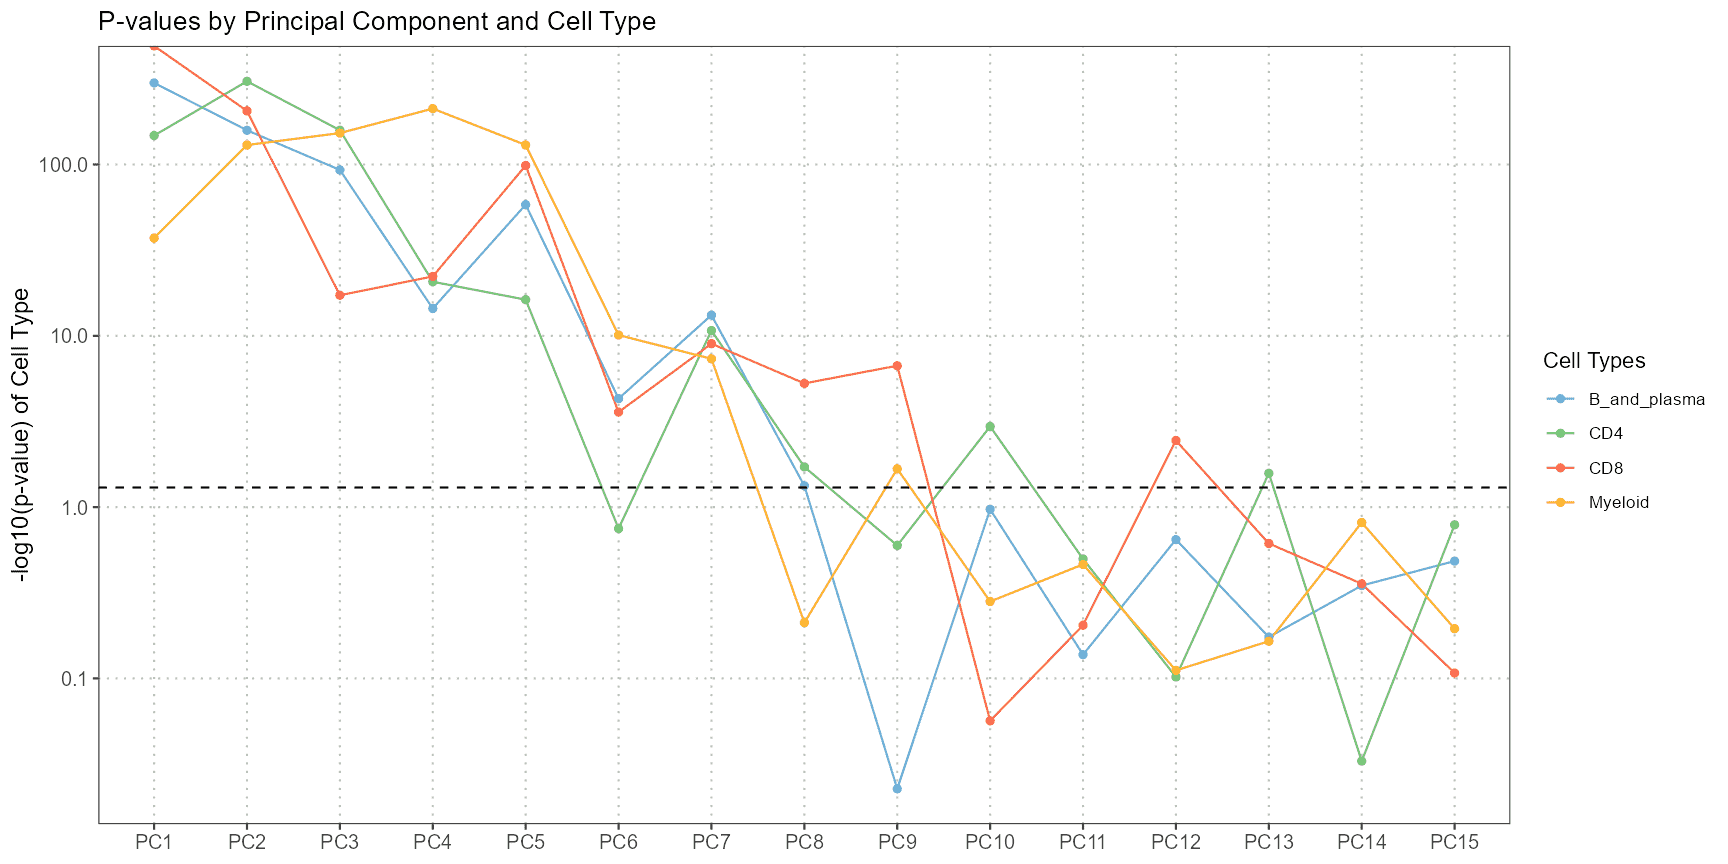 P-values by Principal Component and Cell Type
-log10(p-value) of Cell Type
100.0
10.0
1.0
0.1
PC1 PC2 PC3 PC4 PC5 PC6 PC7 PC8 PC9 PC10 PC11 PC12 PC13 PC14 PC15
Cell Types
B_and_plasma
CD4
CD8
Myeloid